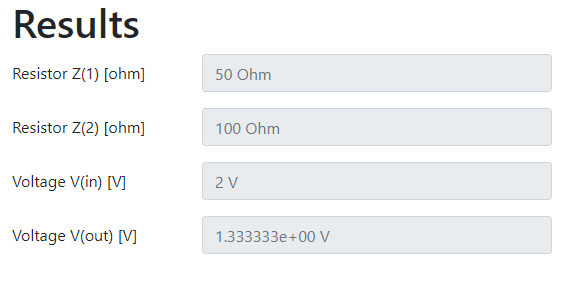 Results
Resistor Z(1) [ohm] 50 Ohm
Resistor Z(2) [ohm] 100 Ohm
Voltage V(in) [V] 2 V
Voltage V(out) [V] 1.333333e+00 V